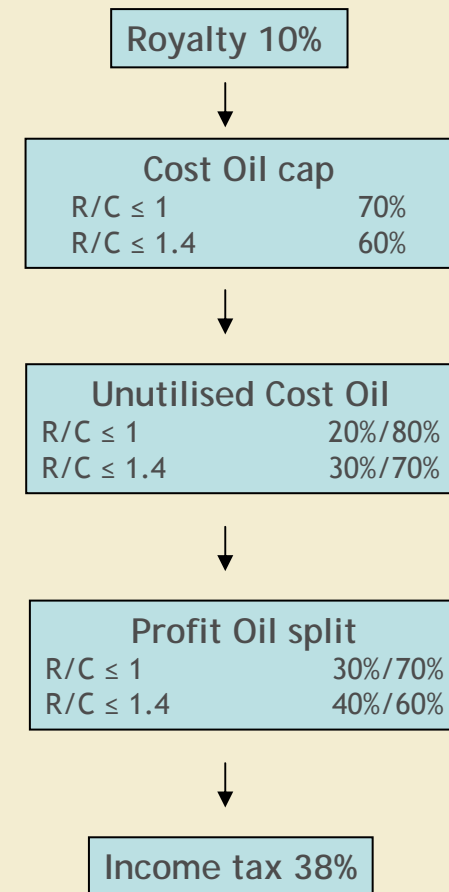 Royalty 10%
Cost Oil cap
R/C ≤ 1 70%
R/C ≤ 1.4 60%
Unutilised Cost Oil
R/C ≤ 1 20%/80%
R/C ≤ 1.4 30%/70%
Profit Oil split
R/C ≤ 1 30%/70%
R/C ≤ 1.4 40%/60%
Income tax 38%